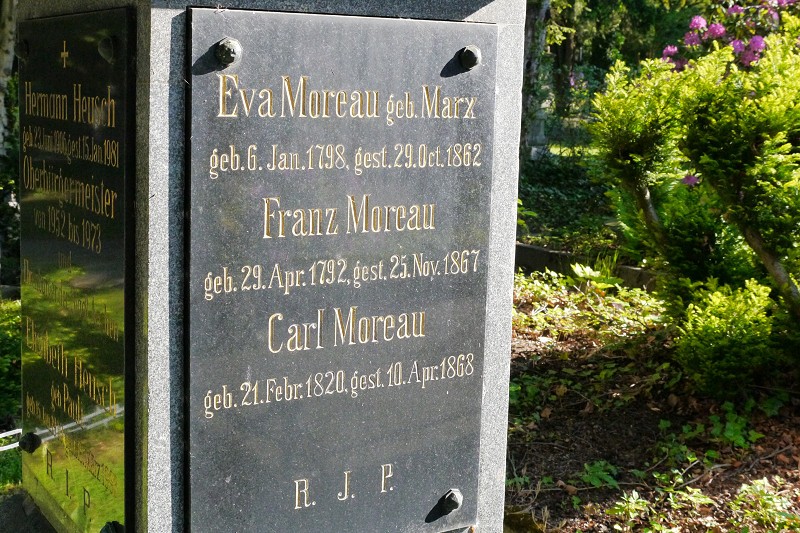 Hermann Heusch
Oberbürgermeister
von 1952 bis 1973
und
Elisabeth Heusch
geb.
R I P
Eva Moreau geb. Marx
geb. 6. Jan. 1798, gest. 29. Oct. 1862
Franz Moreau
geb. 29. Apr. 1792, gest. 25. Nov. 1867
Carl Moreau
geb. 21. Febr. 1820, gest. 10. Apr. 1868
R. J. P.